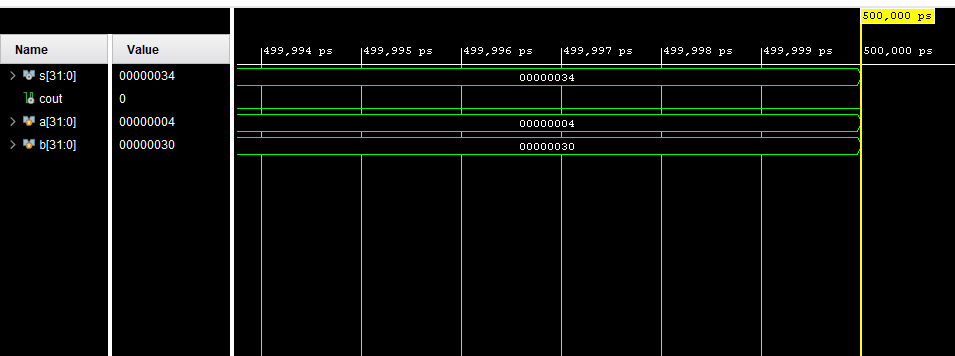 500,000 ps
Name Value
499,994 ps 499,995 ps 499,996 ps 499,997 ps 499,998 ps 499,999 ps 500,000 ps
s[31:0] 00000034 00000034
cout 0
a[31:0] 00000004 00000004
b[31:0] 00000030 00000030